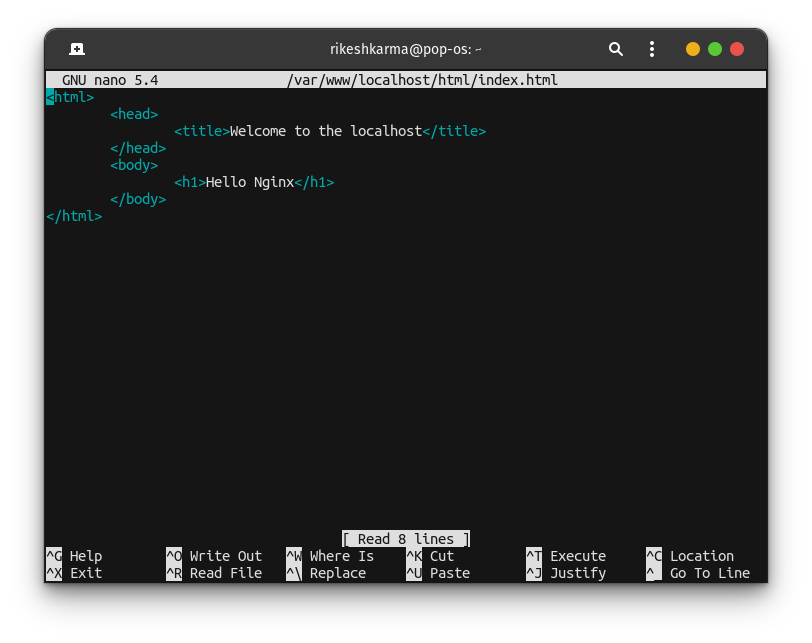 rikeshkarma@pop-os: ~
GNU nano 5.4 /var/www/localhost/html/index.html
<html>
<head>
<title>Welcome to the localhost</title>
</head>
<body>
<h1>Hello Nginx</h1>
</body>
</html>
[ Read 8 lines ]
^G Help ^O Write Out ^W Where Is ^K Cut ^T Execute ^C Location
^X Exit ^R Read File ^\ Replace ^U Paste ^J Justify ^_ Go To Line